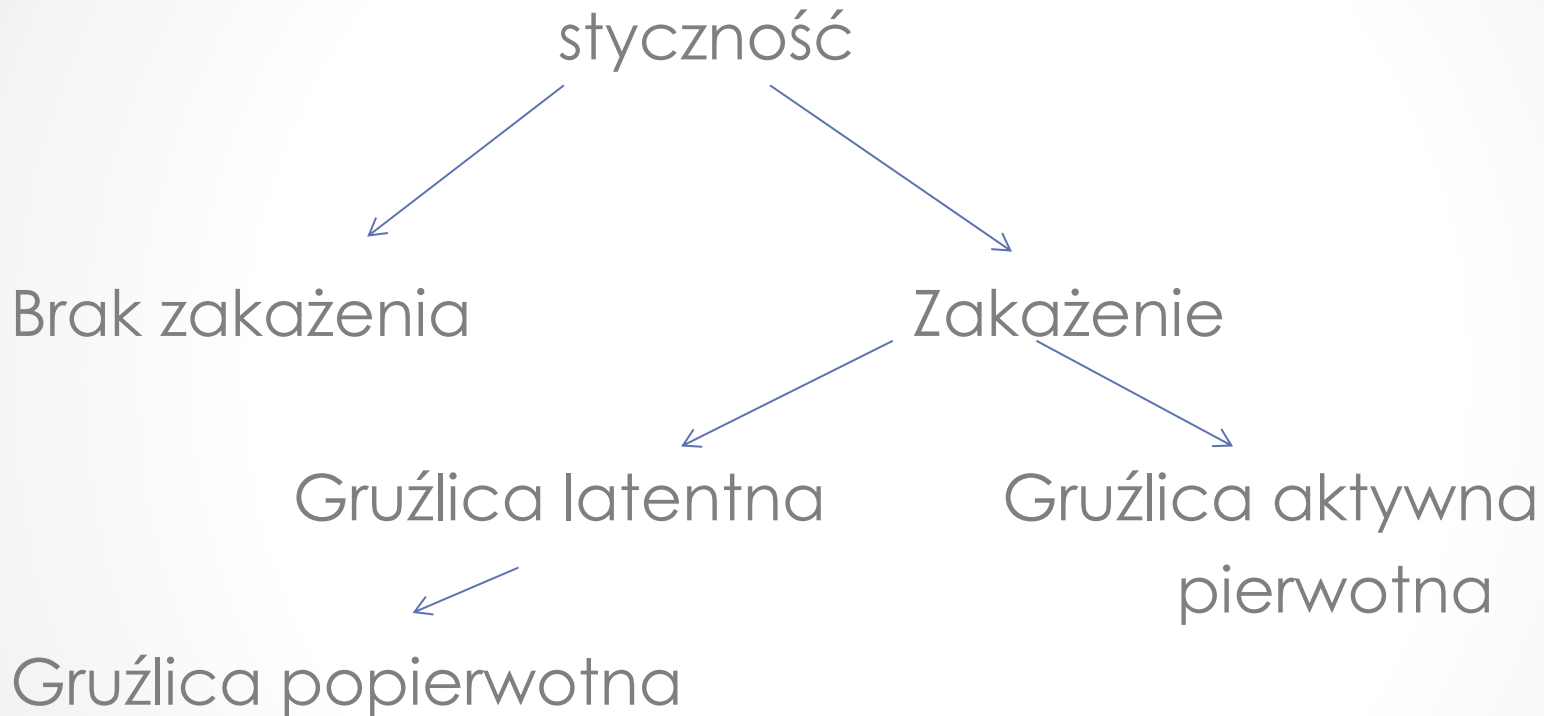 styczność
Brak zakażenia
Zakażenie
Gruźlica latentna
Gruźlica aktywna
pierwotna
Gruźlica popierwotna